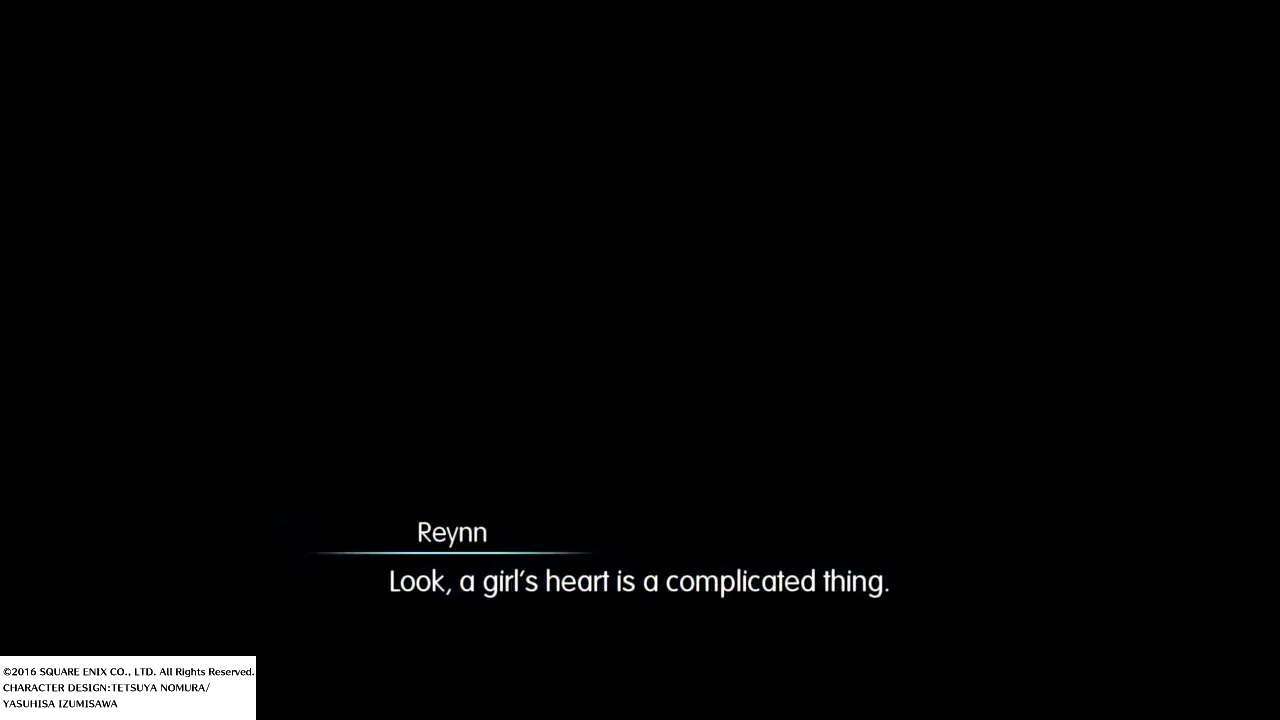 Reynn
Look, a girl's heart is a complicated thing.
©2016 SQUARE ENIX CO., LTD. All Rights Reserved.
CHARACTER DESIGN:TETSUYA NOMURA/
YASUHISA IZUMISAWA